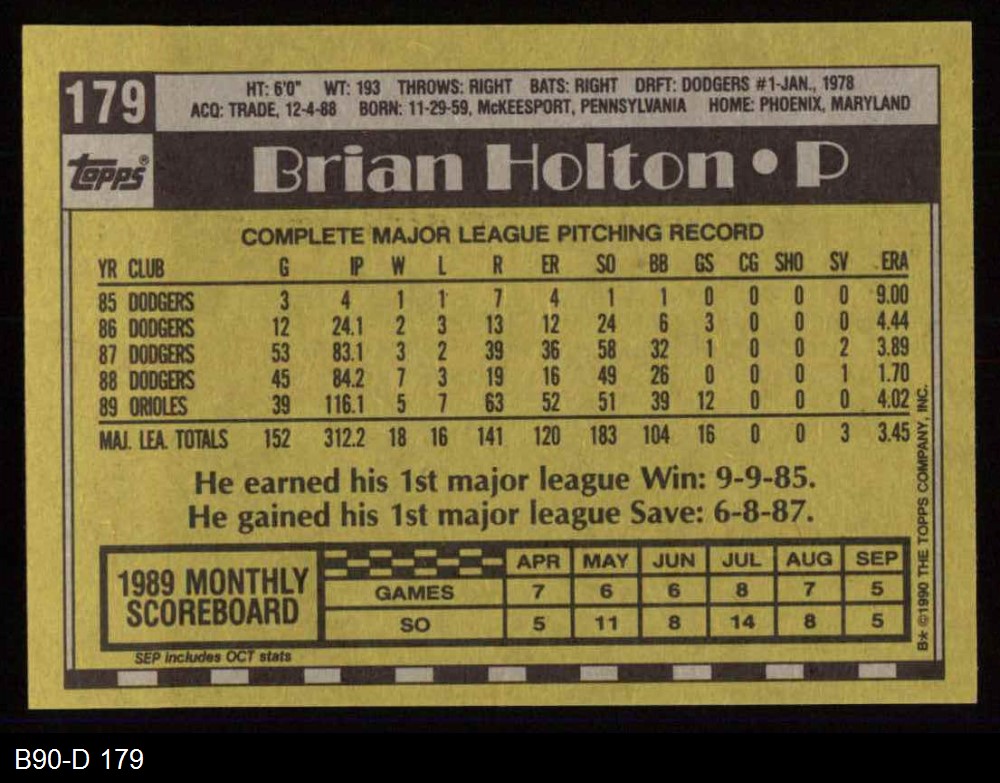 179
HT: 6'0" WT: 193 THROWS: RIGHT BATS: RIGHT DRFT: DODGERS #1-JAN., 1978
ACQ: TRADE, 12-4-88 BORN: 11-29-59, McKEESPORT, PENNSYLVANIA HOME: PHOENIX, MARYLAND
topps®
Brian Holton • P
COMPLETE MAJOR LEAGUE PITCHING RECORD
YR CLUB G IP W L R ER SO BB GS CG SHO SV ERA
85 DODGERS 3 4 1 1 7 4 1 1 0 0 0 0 9.00
86 DODGERS 12 24.1 2 3 13 12 24 6 3 0 0 0 4.44
87 DODGERS 53 83.1 3 2 39 36 58 32 1 0 0 2 3.89
88 DODGERS 45 84.2 7 3 19 16 49 26 0 0 0 1 1.70
89 ORIOLES 39 116.1 5 7 63 52 51 39 12 0 0 0 4.02
MAJ. LEA. TOTALS 152 312.2 18 16 141 120 183 104 16 0 0 3 3.45
He earned his 1st major league Win: 9-9-85.
He gained his 1st major league Save: 6-8-87.
1989 MONTHLY
SCOREBOARD
APR MAY JUN JUL AUG SEP
GAMES 7 6 6 8 7 5
SO 5 11 8 14 8 5
SEP includes OCT stats
B* ©1990 THE TOPPS COMPANY, INC.
B90-D 179